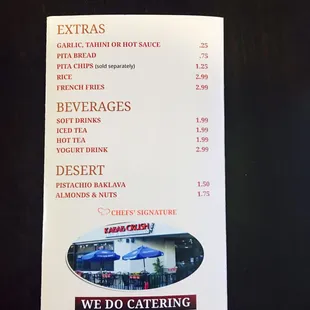 EXTRAS
GARLIC, TAHINI OR HOT SAUCE .25
PITA BREAD .75
PITA CHIPS (sold separately) 1.25
RICE 2.99
FRENCH FRIES 2.99
BEVERAGES
SOFT DRINKS 1.99
ICED TEA 1.99
HOT TEA 1.99
YOGURT DRINK 2.99
DESERT
PISTACHIO BAKLAVA 1.50
ALMONDS & NUTS 1.75
CHEFS' SIGNATURE
KABAB CRUSH
WE DO CATERING